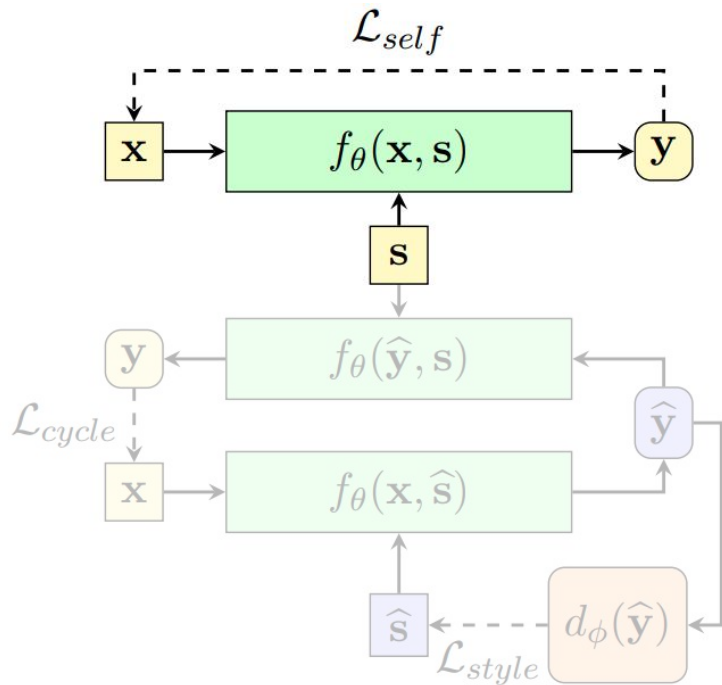 ℒ_self
x f_θ(x, s) y
s
y f_θ(ŷ, s)
ŷ
ℒ_cycle
x f_θ(x, ŝ)
ŝ d_φ(ŷ)
ℒ_style